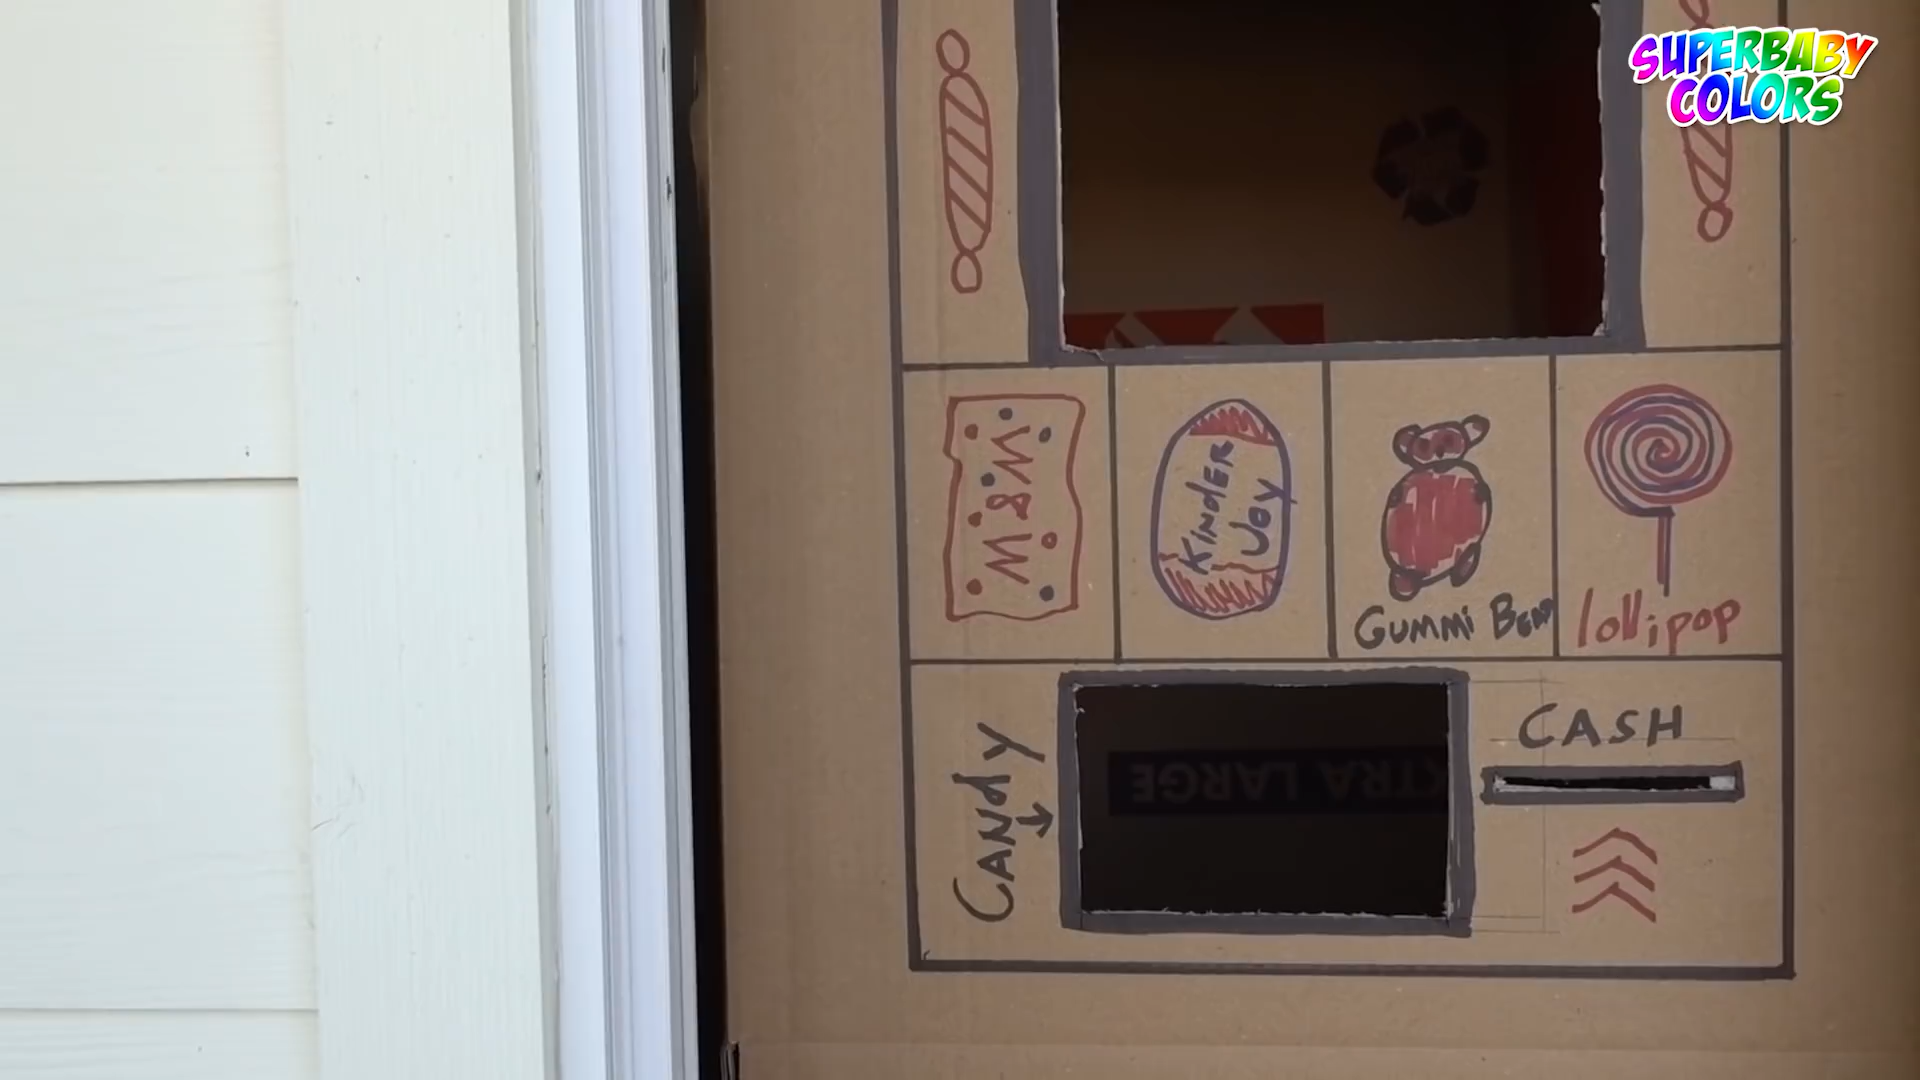 SUPERBABY
COLORS
M&M
KINDER
JOY
GUMMI BEAR
lollipop
CANdy
CASH
XTRA LARGE